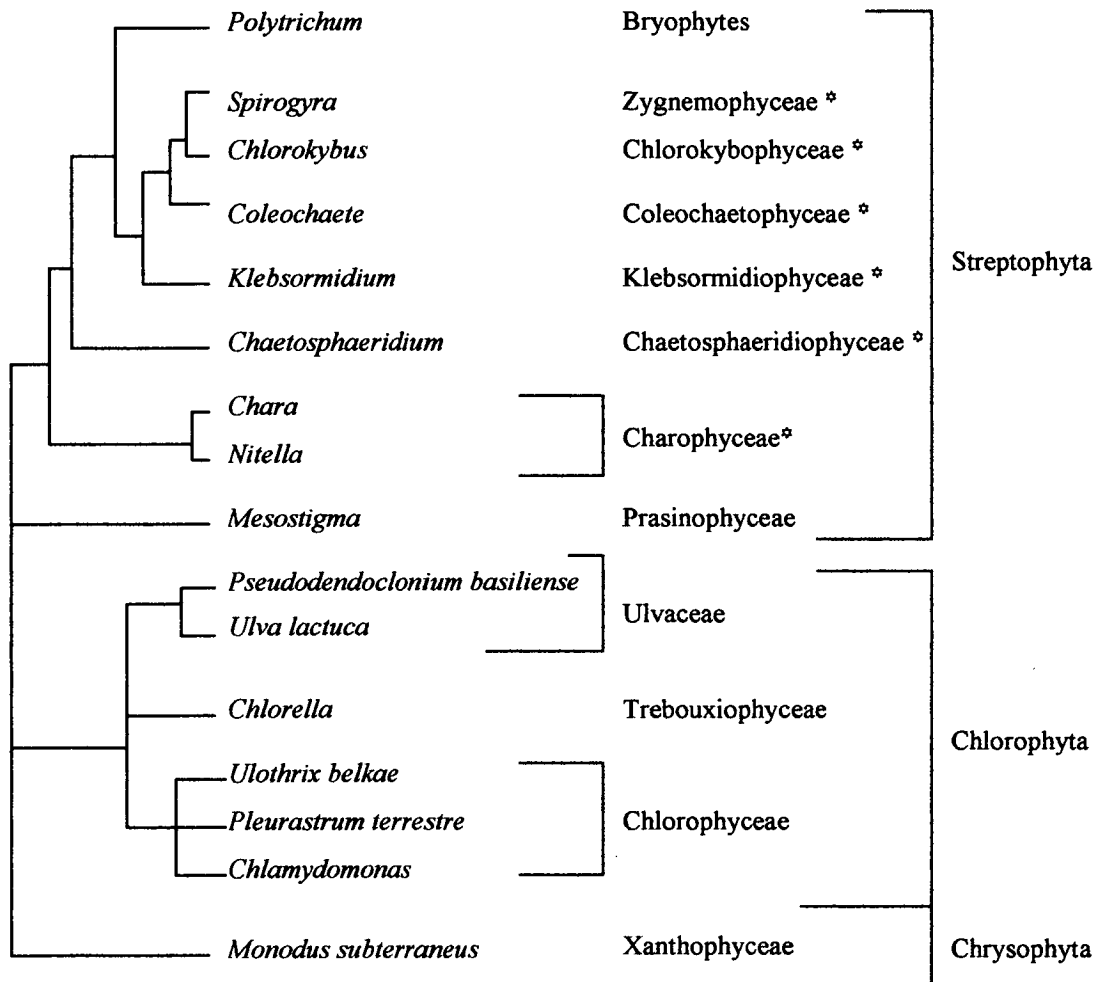 Polytrichum Bryophytes
Spirogyra Zygnemophyceae ✡
Chlorokybus Chlorokybophyceae ✡
Coleochaete Coleochaetophyceae ✡
Streptophyta
Klebsormidium Klebsormidiophyceae ✡
Chaetosphaeridium Chaetosphaeridiophyceae ✡
Chara
Charophyceae✡
Nitella
Mesostigma Prasinophyceae
Pseudodendoclonium basiliense
Ulvaceae
Ulva lactuca
Chlorella Trebouxiophyceae
Chlorophyta
Ulothrix belkae
Pleurastrum terrestre Chlorophyceae
Chlamydomonas
Monodus subterraneus Xanthophyceae Chrysophyta